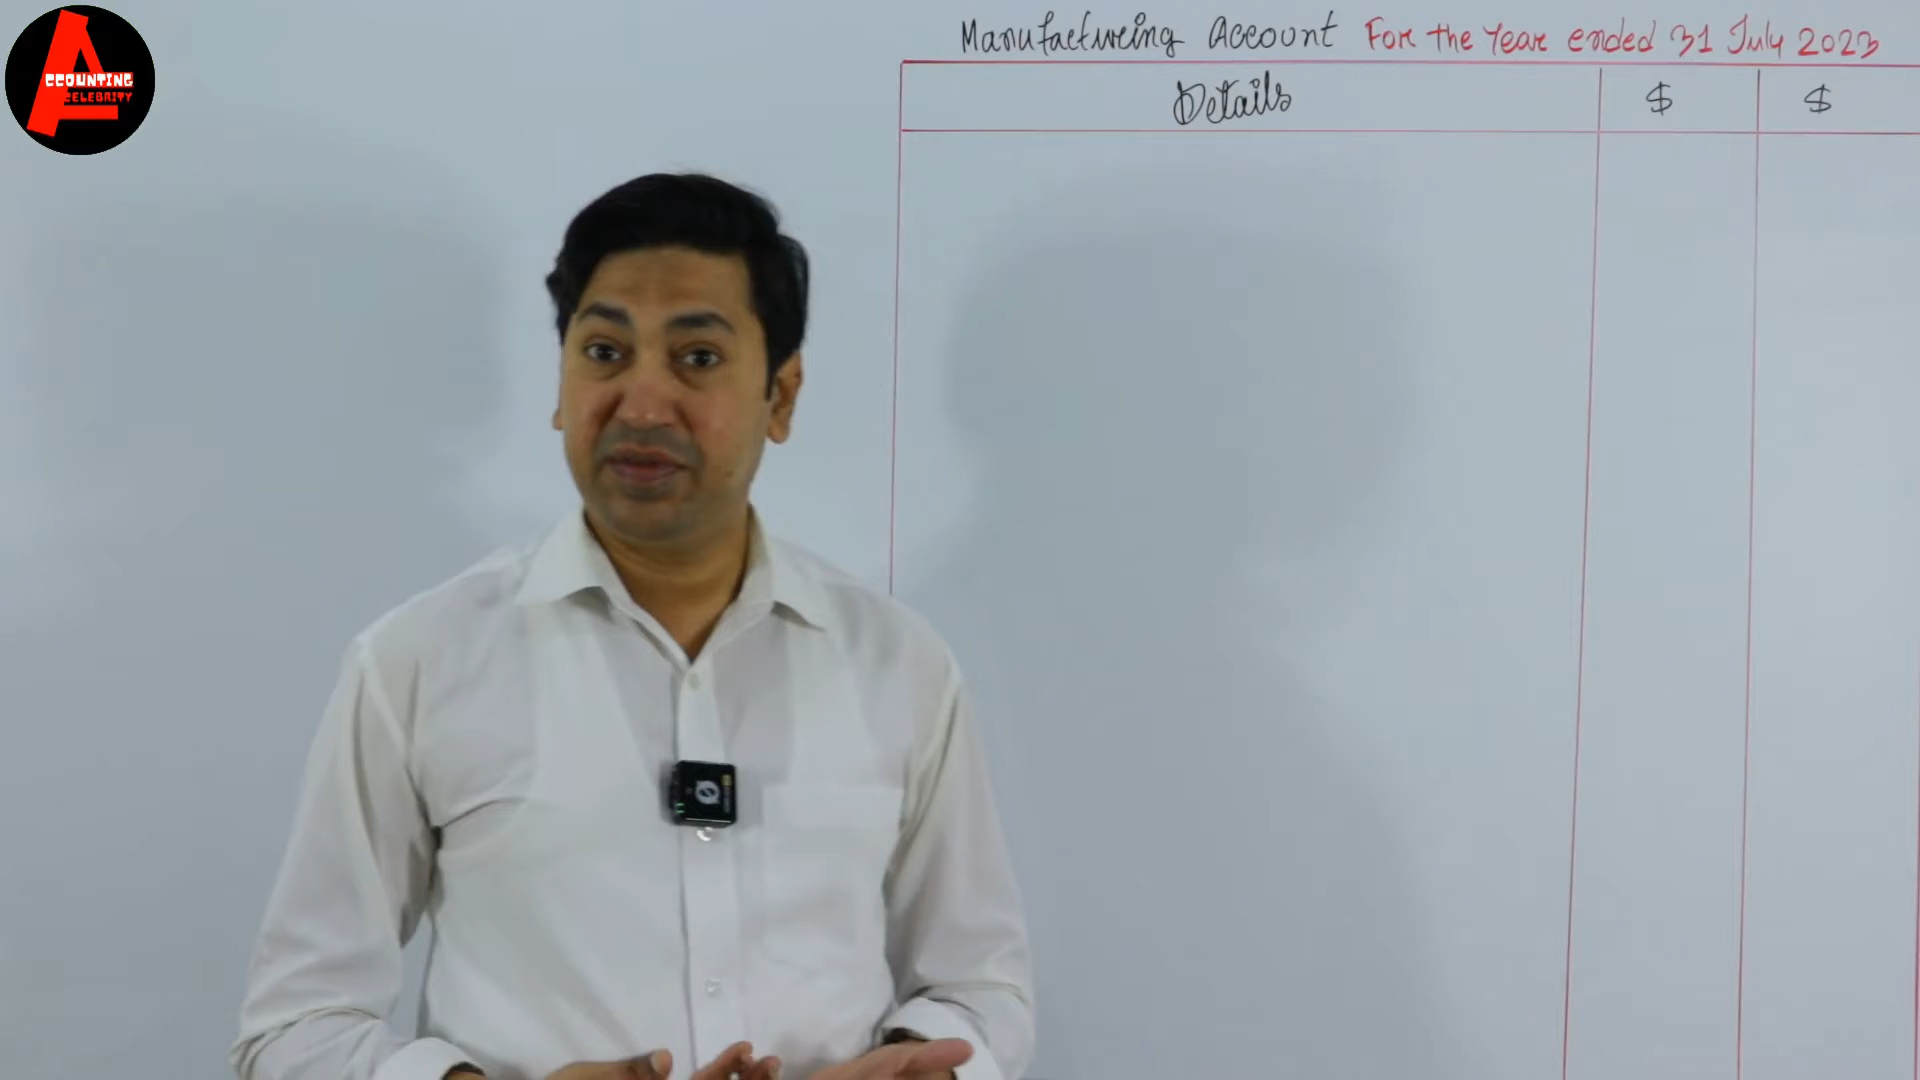 ACCOUNTING
CELEBRITY
Manufacturing Account For the Year ended 31 July 2023
Details $ $